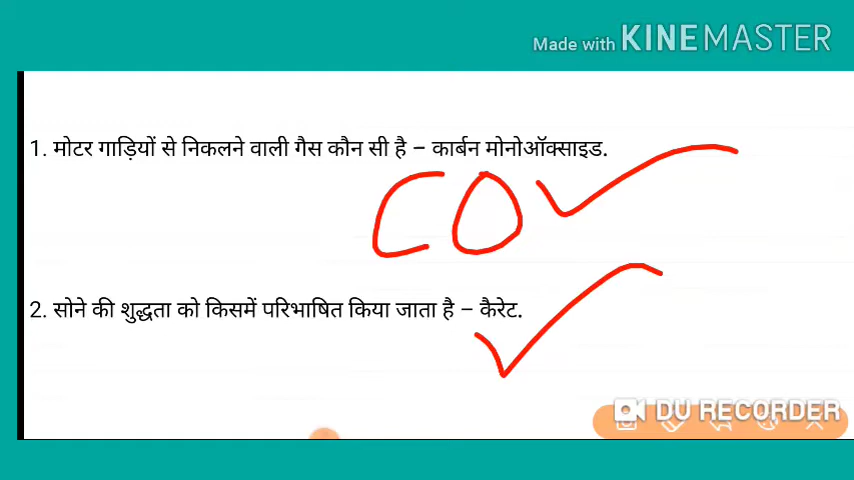 Made with KINEMASTER
1. मोटर गाड़ियों से निकलने वाली गैस कौन सी है – कार्बन मोनोऑक्साइड.
CO
2. सोने की शुद्धता को किसमें परिभाषित किया जाता है – कैरेट.
DU RECORDER